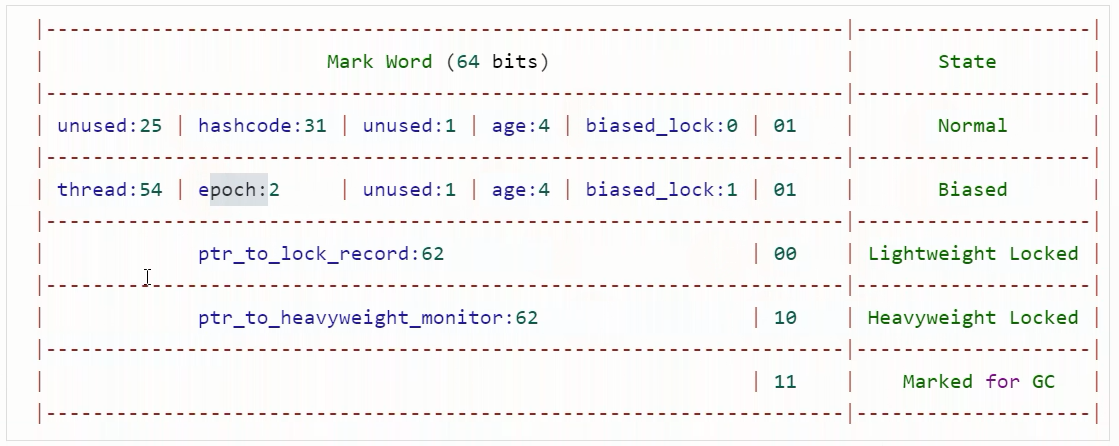 |--------------------------------------------------------------------|--------------------|
| Mark Word (64 bits) | State |
|--------------------------------------------------------------------|--------------------|
| unused:25 | hashcode:31 | unused:1 | age:4 | biased_lock:0 | 01 | Normal |
|--------------------------------------------------------------------|--------------------|
| thread:54 | epoch:2 | unused:1 | age:4 | biased_lock:1 | 01 | Biased |
|--------------------------------------------------------------------|--------------------|
| ptr_to_lock_record:62 | 00 | Lightweight Locked |
|--------------------------------------------------------------------|--------------------|
| ptr_to_heavyweight_monitor:62 | 10 | Heavyweight Locked |
|--------------------------------------------------------------------|--------------------|
| | 11 | Marked for GC |
|--------------------------------------------------------------------|--------------------|